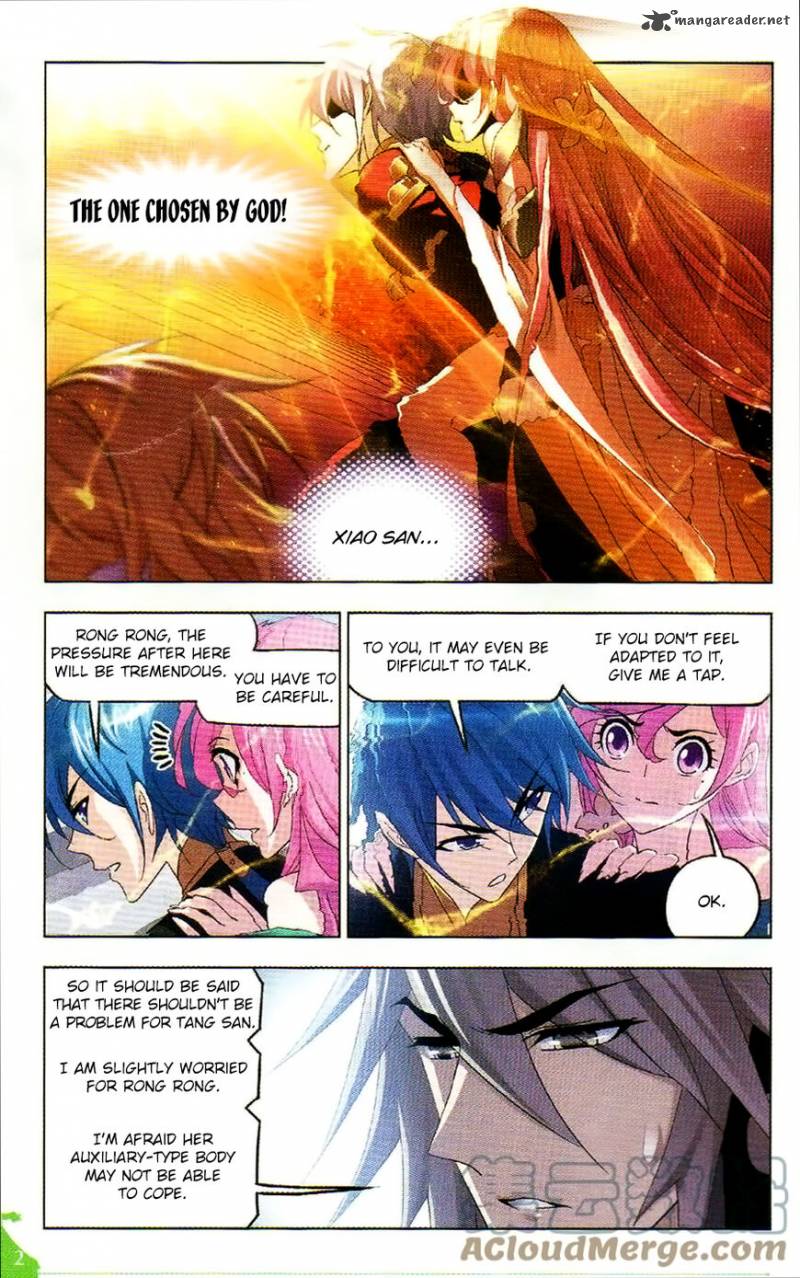 mangareader.net
THE ONE CHOSEN BY GOD!
XIAO SAN...
RONG RONG, THE
PRESSURE AFTER HERE
WILL BE TREMENDOUS.
YOU HAVE TO
BE CAREFUL.
TO YOU, IT MAY EVEN BE
DIFFICULT TO TALK.
IF YOU DON'T FEEL
ADAPTED TO IT,
GIVE ME A TAP.
OK.
SO IT SHOULD BE SAID
THAT THERE SHOULDN'T BE
A PROBLEM FOR TANG SAN.
I AM SLIGHTLY WORRIED
FOR RONG RONG.
I'M AFRAID HER
AUXILIARY-TYPE BODY
MAY NOT BE ABLE
TO COPE.
集云数据
ACloudMerge.com
2